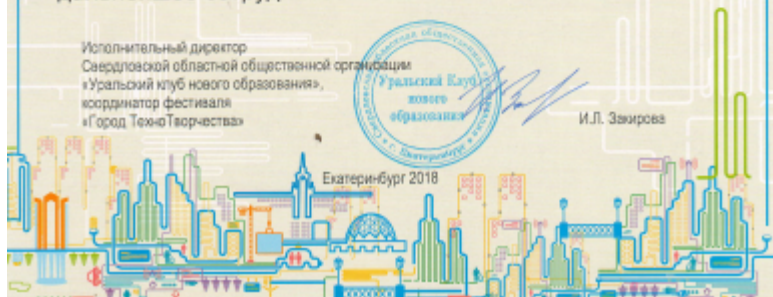 Исполнительный директор
Свердловской областной общественной организации
«Уральский клуб нового образования»,
координатор фестиваля
«Город ТехноТворчества»
Уральский Клуб
нового
образования
г. Екатеринбург
И.Л. Закирова
Екатеринбург 2018